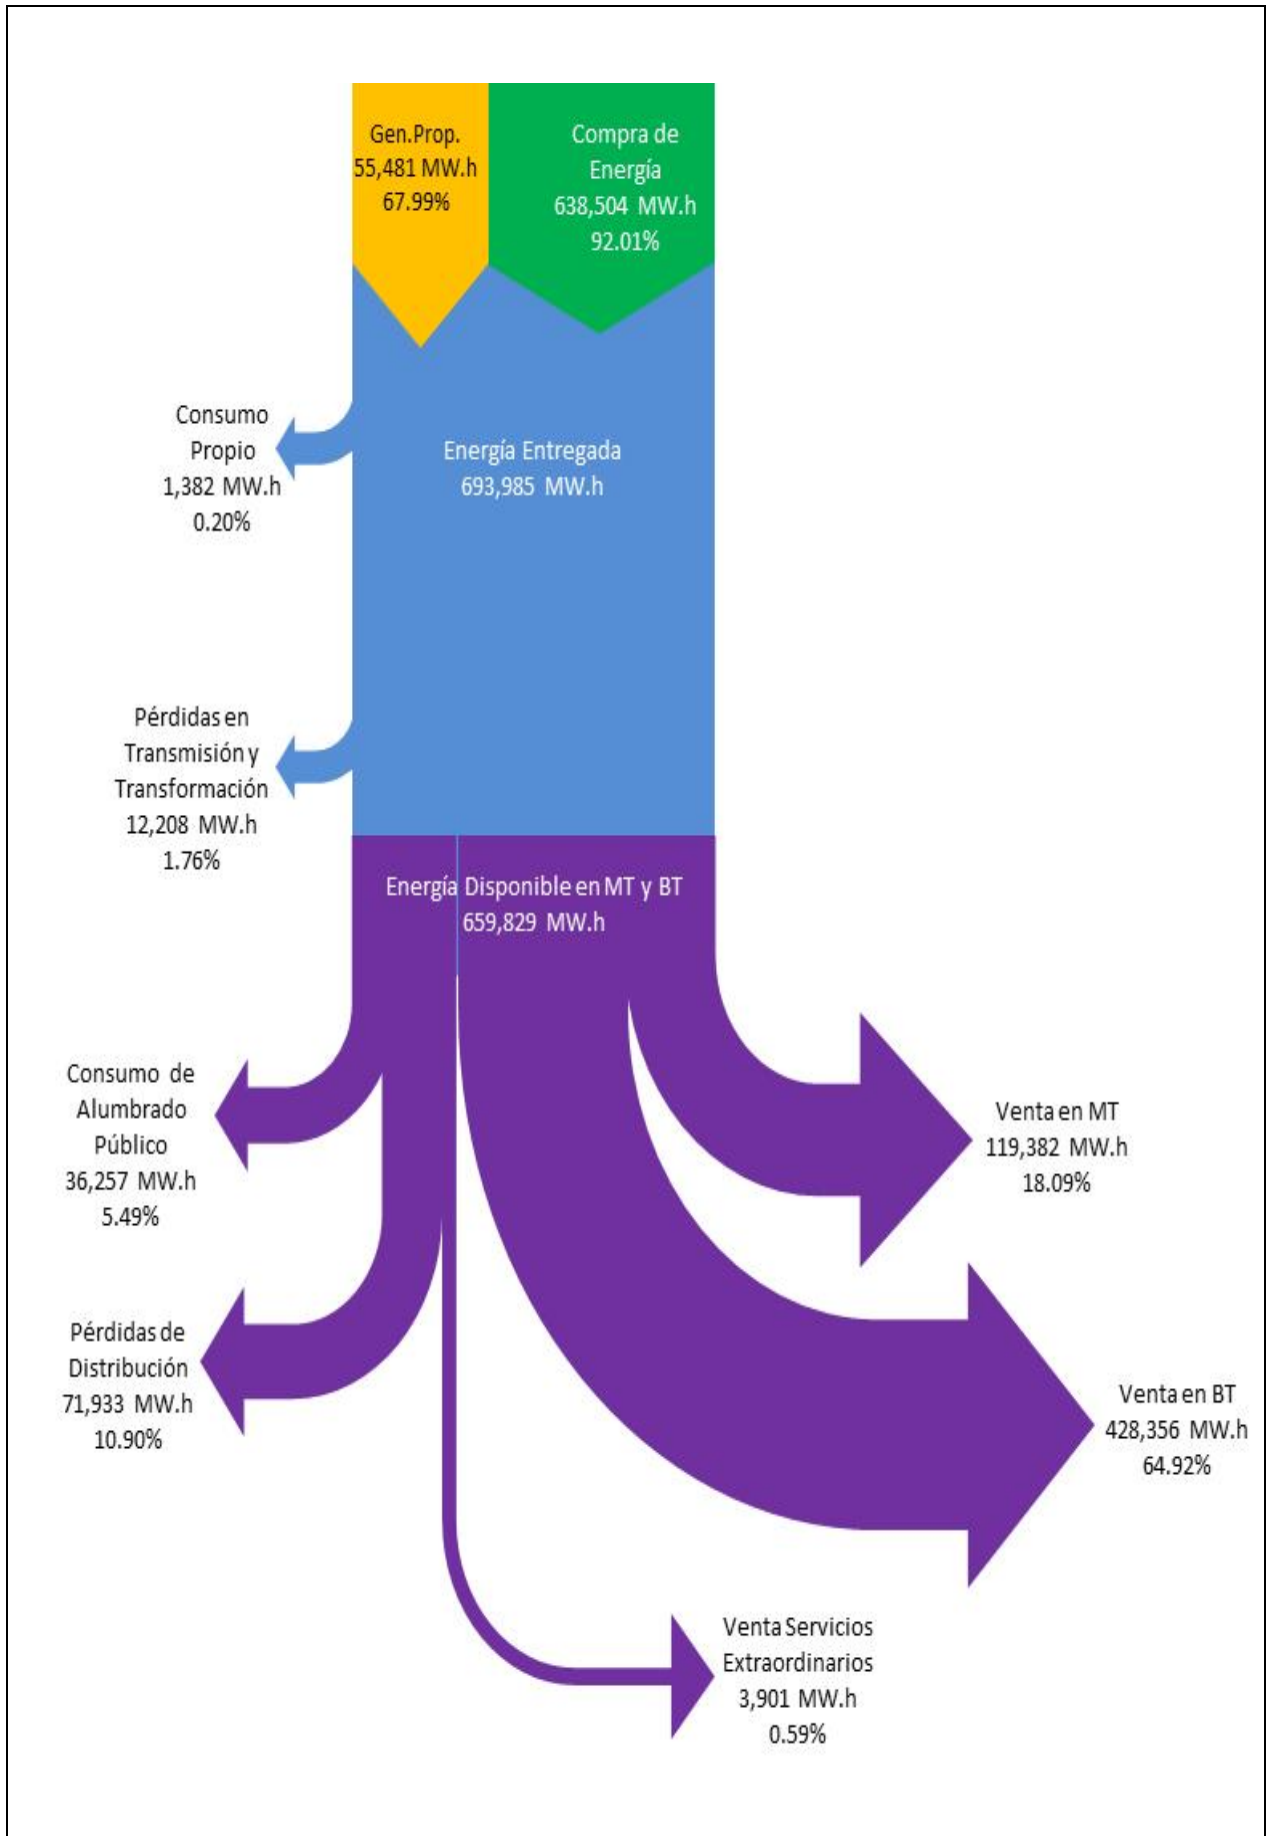 Gen.Prop.
55,481 MW.h
67.99%
Compra de
Energía
638,504 MW.h
92.01%
Consumo
Propio
1,382 MW.h
0.20%
Energía Entregada
693,985 MW.h
Pérdidas en
Transmisión y
Transformación
12,208 MW.h
1.76%
Energía Disponible en MT y BT
659,829 MW.h
Consumo de
Alumbrado
Público
36,257 MW.h
5.49%
Venta en MT
119,382 MW.h
18.09%
Pérdidas de
Distribución
71,933 MW.h
10.90%
Venta en BT
428,356 MW.h
64.92%
Venta Servicios
Extraordinarios
3,901 MW.h
0.59%